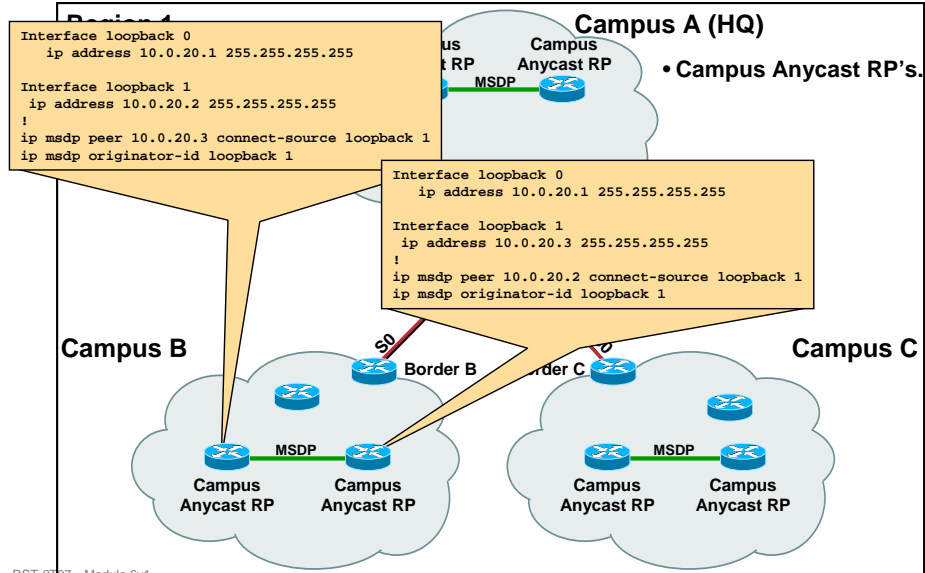 Region 1
Campus A (HQ)
Interface loopback 0
ip address 10.0.20.1 255.255.255.255
Interface loopback 1
ip address 10.0.20.2 255.255.255.255
!
ip msdp peer 10.0.20.3 connect-source loopback 1
ip msdp originator-id loopback 1
Campus
Anycast RP
MSDP
• Campus Anycast RP's.
Interface loopback 0
ip address 10.0.20.1 255.255.255.255
Interface loopback 1
ip address 10.0.20.3 255.255.255.255
!
ip msdp peer 10.0.20.2 connect-source loopback 1
ip msdp originator-id loopback 1
Campus B
S0
Border B
rder C
Campus C
MSDP
Campus
Anycast RP
Campus
Anycast RP
MSDP
Campus
Anycast RP
Campus
Anycast RP